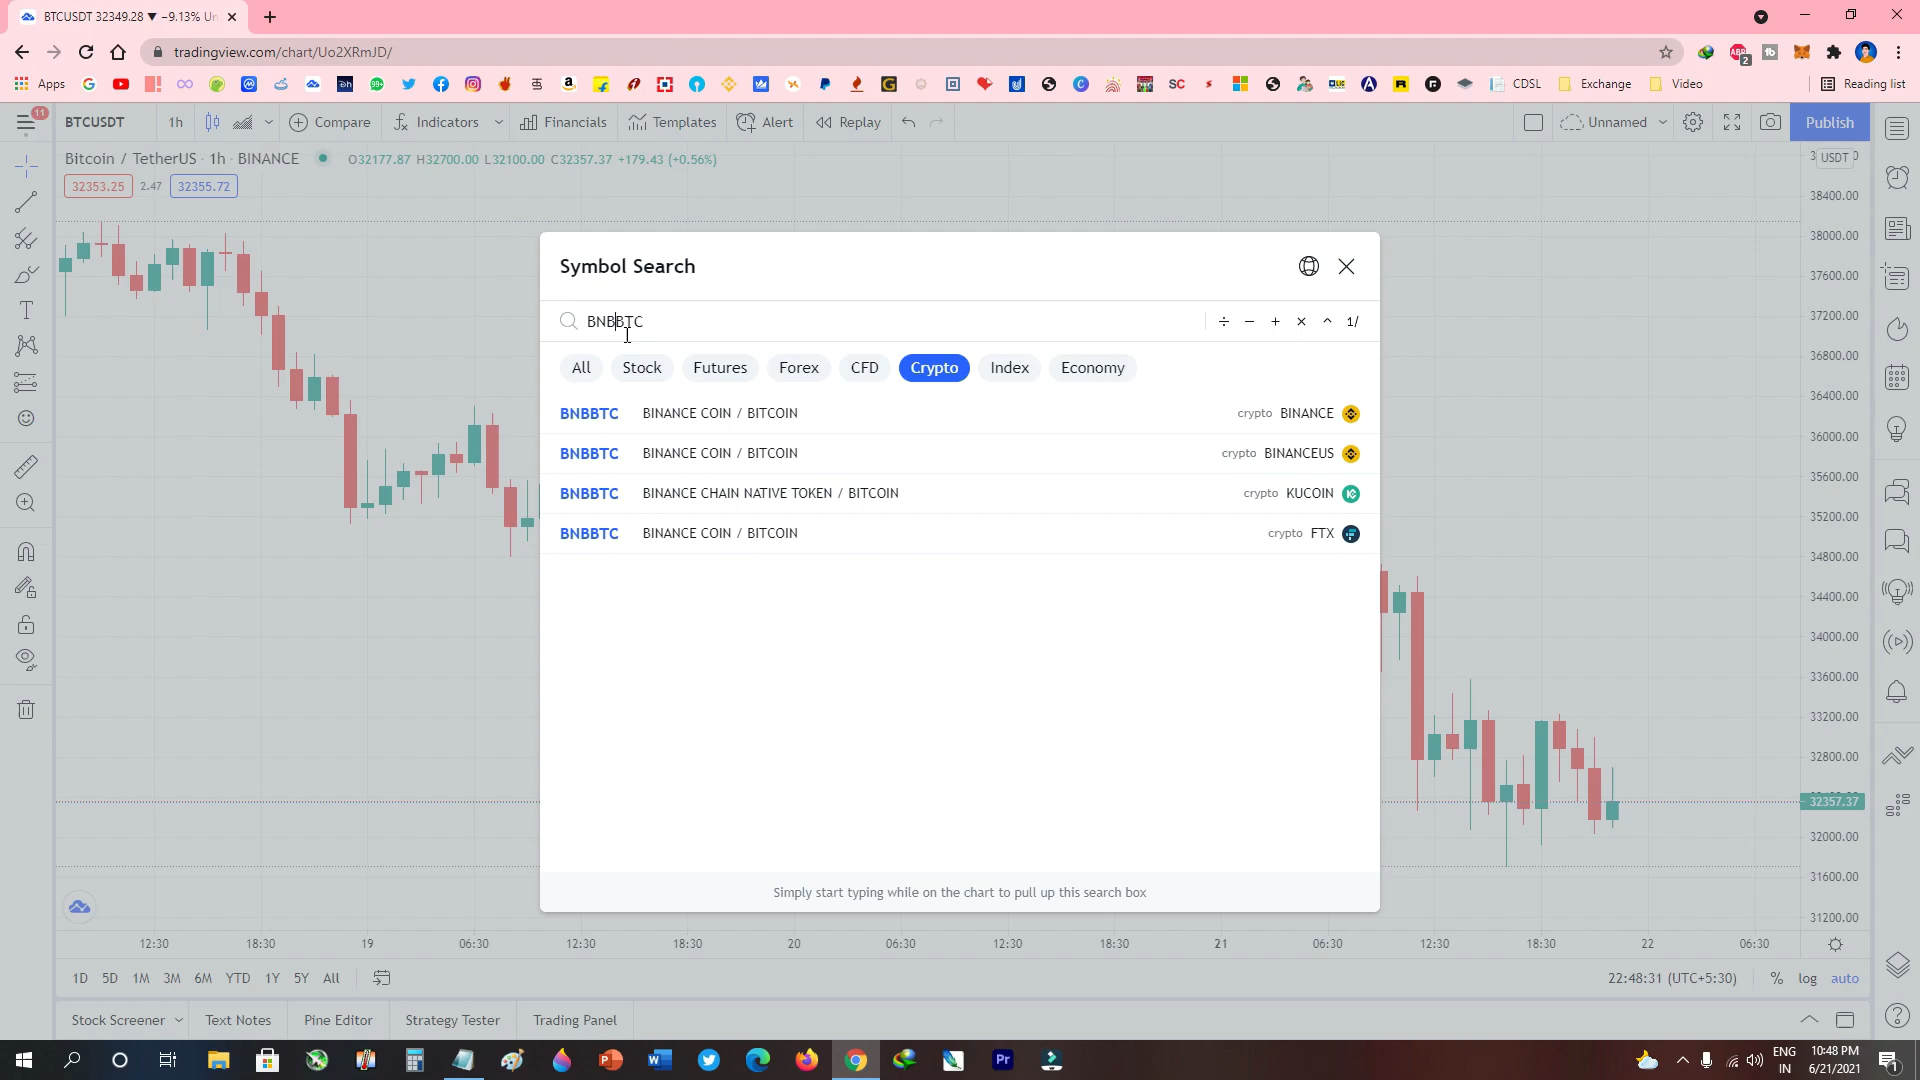 BTCUSDT 32349.28 ▼ −9.13% Un
tradingview.com/chart/Uo2XRmJD/
Apps
SC
CDSL
Exchange
Video
Reading list
11
BTCUSDT
1h
Compare
Indicators
Financials
Templates
Alert
Replay
Unnamed
Publish
Bitcoin / TetherUS · 1h · BINANCE
O32177.87 H32700.00 L32100.00 C32357.37 +179.43 (+0.56%)
32353.25
2.47
32355.72
USDT
38400.00
38000.00
37600.00
37200.00
36800.00
36400.00
36000.00
35600.00
35200.00
34800.00
34400.00
34000.00
33600.00
33200.00
32800.00
32357.37
32000.00
31600.00
31200.00
Symbol Search
BNBBTC
÷ − + × ^ 1/
All
Stock
Futures
Forex
CFD
Crypto
Index
Economy
BNBBTC BINANCE COIN / BITCOIN crypto BINANCE
BNBBTC BINANCE COIN / BITCOIN crypto BINANCEUS
BNBBTC BINANCE CHAIN NATIVE TOKEN / BITCOIN crypto KUCOIN
BNBBTC BINANCE COIN / BITCOIN crypto FTX
Simply start typing while on the chart to pull up this search box
12:30 18:30 19 06:30 12:30 18:30 20 06:30 12:30 18:30 21 06:30 12:30 18:30 22 06:30
1D 5D 1M 3M 6M YTD 1Y 5Y All
22:48:31 (UTC+5:30)
% log auto
Stock Screener
Text Notes
Pine Editor
Strategy Tester
Trading Panel
ENG
IN
10:48 PM
6/21/2021
1